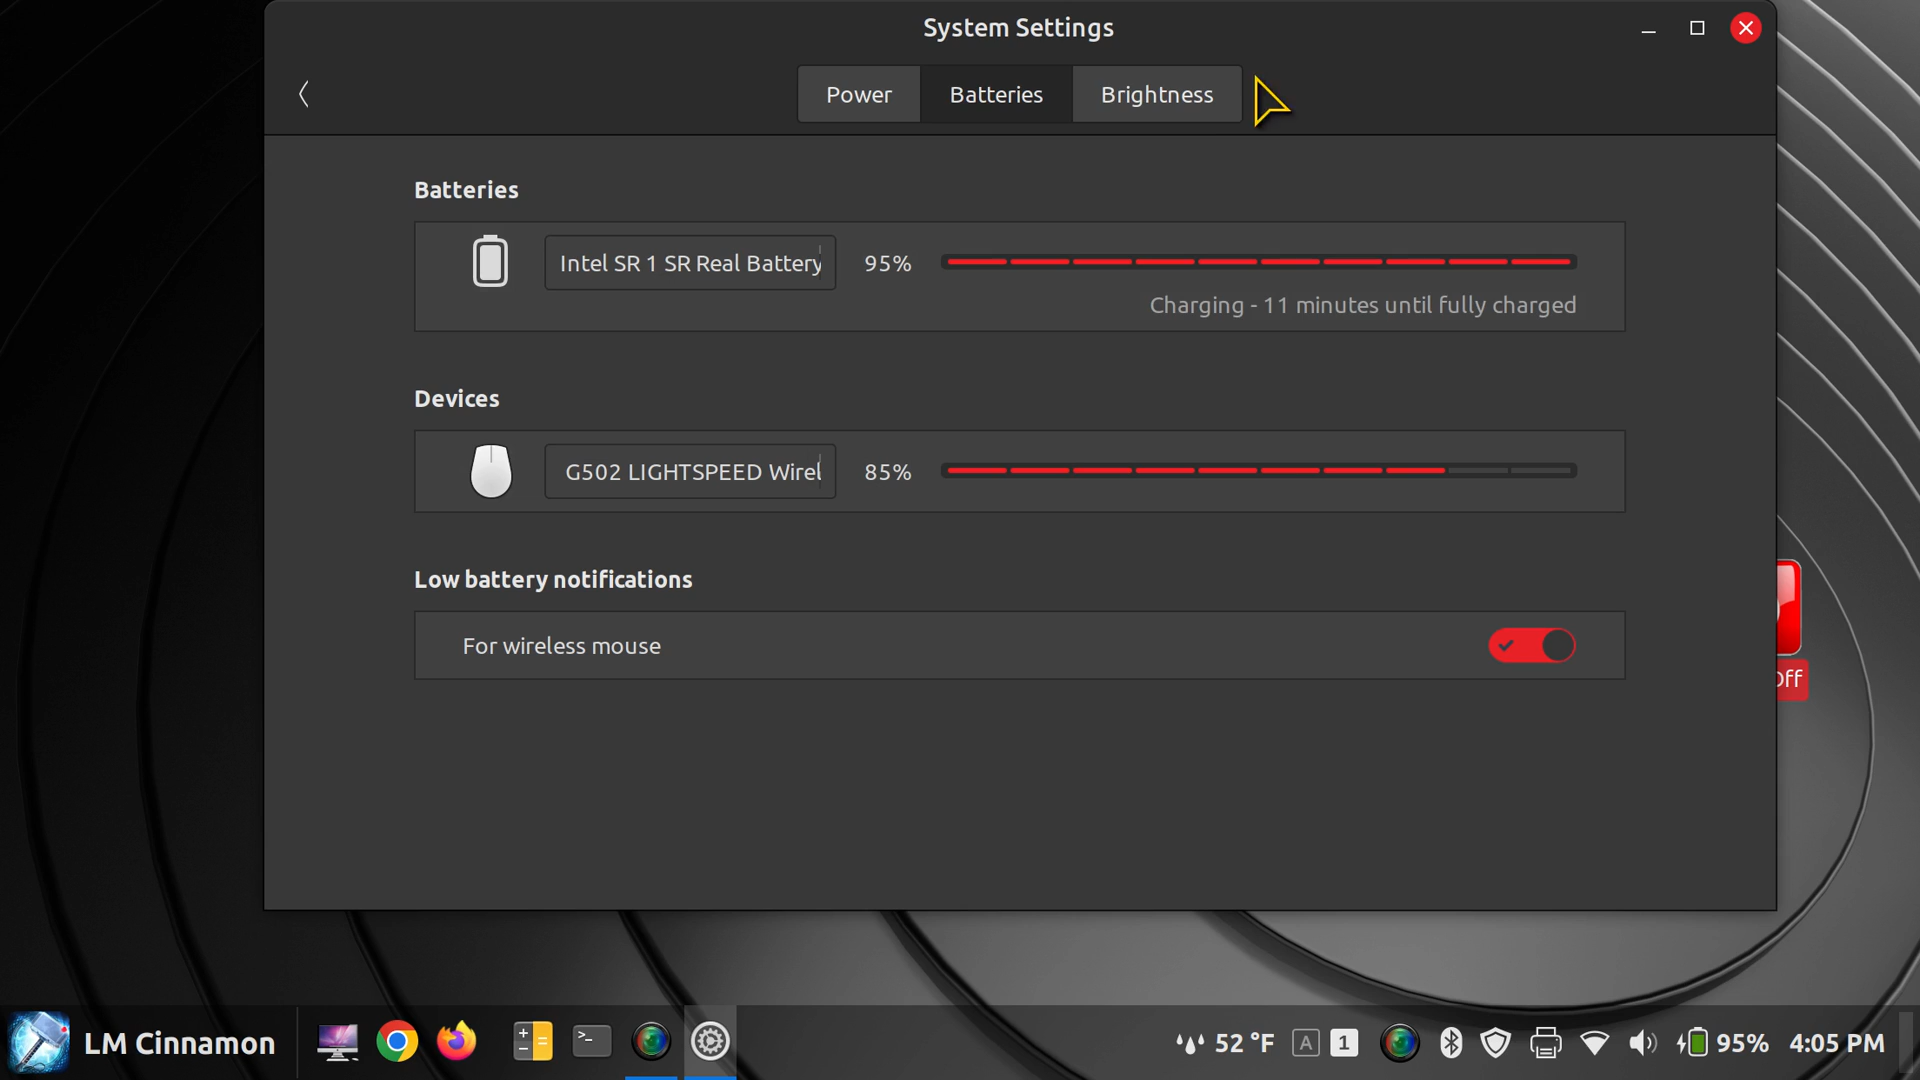 System Settings
Power
Batteries
Brightness
Batteries
Intel SR 1 SR Real Battery
95%
Charging - 11 minutes until fully charged
Devices
G502 LIGHTSPEED Wirel
85%
Low battery notifications
For wireless mouse
Off
LM Cinnamon
52 °F
A
1
95%
4:05 PM